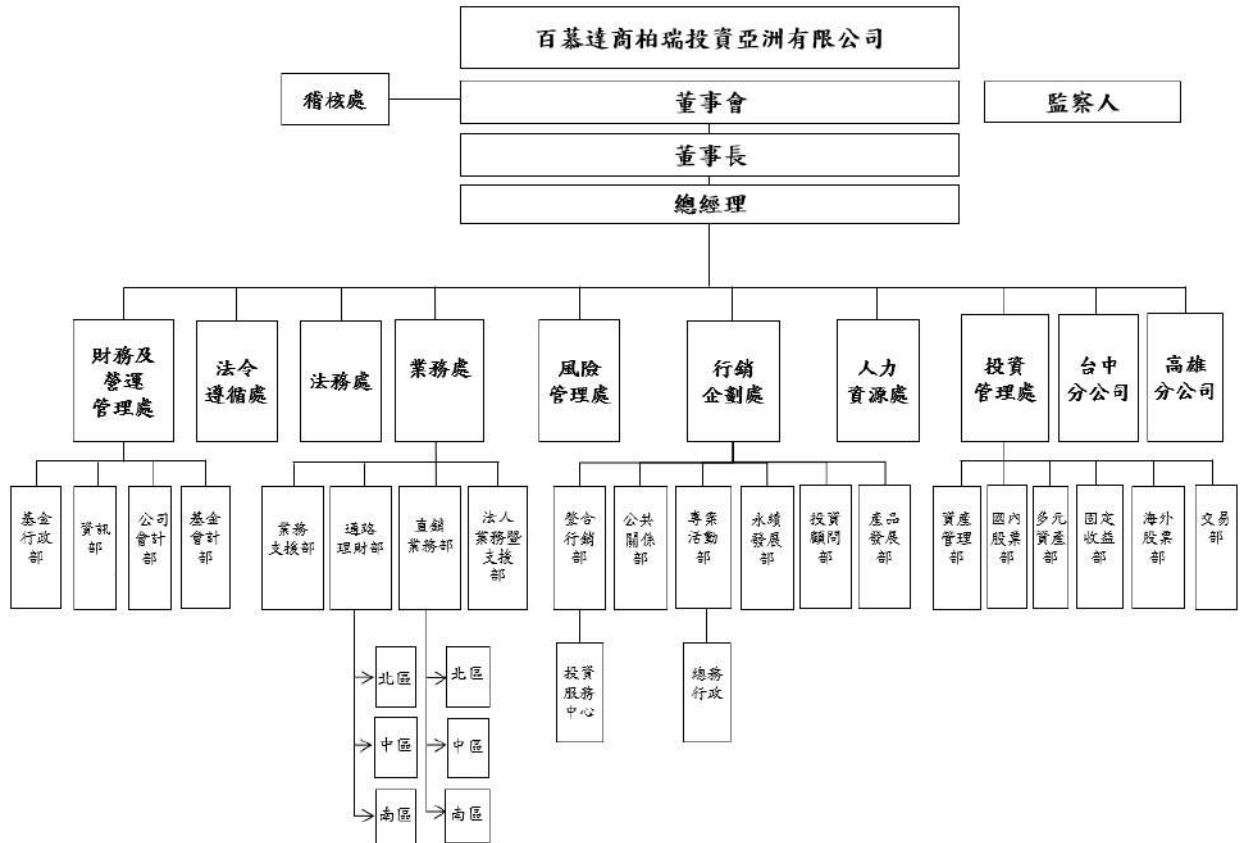 百慕達商柏瑞投資亞洲有限公司
稽核處
董事會
監察人
董事長
總經理
財務及
營運
管理處
法令
遵循處
法務處
業務處
風險
管理處
行銷
企劃處
人力
資源處
投資
管理處
台中
分公司
高雄
分公司
基金
行政
部
資訊
部
公司
會計
部
基金
會計
部
業務
支援部
通路
理財部
直銷
業務部
法人
業務暨
支援
部
整合
行銷
部
公共
關係
部
專案
活動
部
永續
發展
部
投資
顧問
部
產品
發展
部
資產
管理
部
國內
股票
部
多元
資產
部
固定
收益
部
海外
股票
部
交易
部
北區
中區
南區
北區
中區
南區
投資
服務
中心
總務
行政